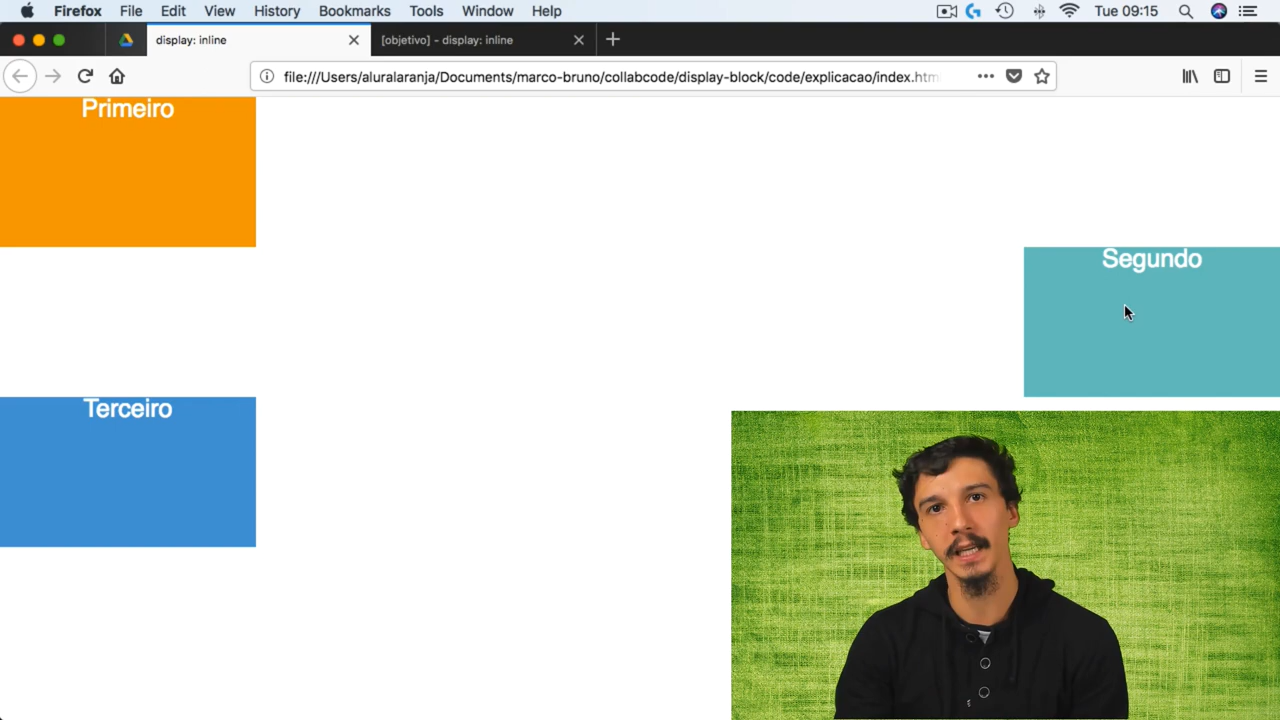 Firefox File Edit View History Bookmarks Tools Window Help Tue 09:15
display: inline [objetivo] - display: inline
file:///Users/aluralaranja/Documents/marco-bruno/collabcode/display-block/code/explicacao/index.htm
Primeiro
Segundo
Terceiro